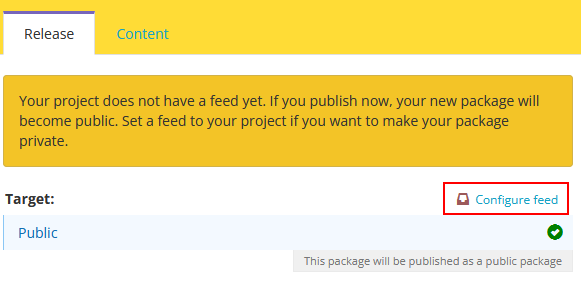 Release
Content
Your project does not have a feed yet. If you publish now, your new package will
become public. Set a feed to your project if you want to make your package
private.
Target:
Configure feed
Public
This package will be published as a public package